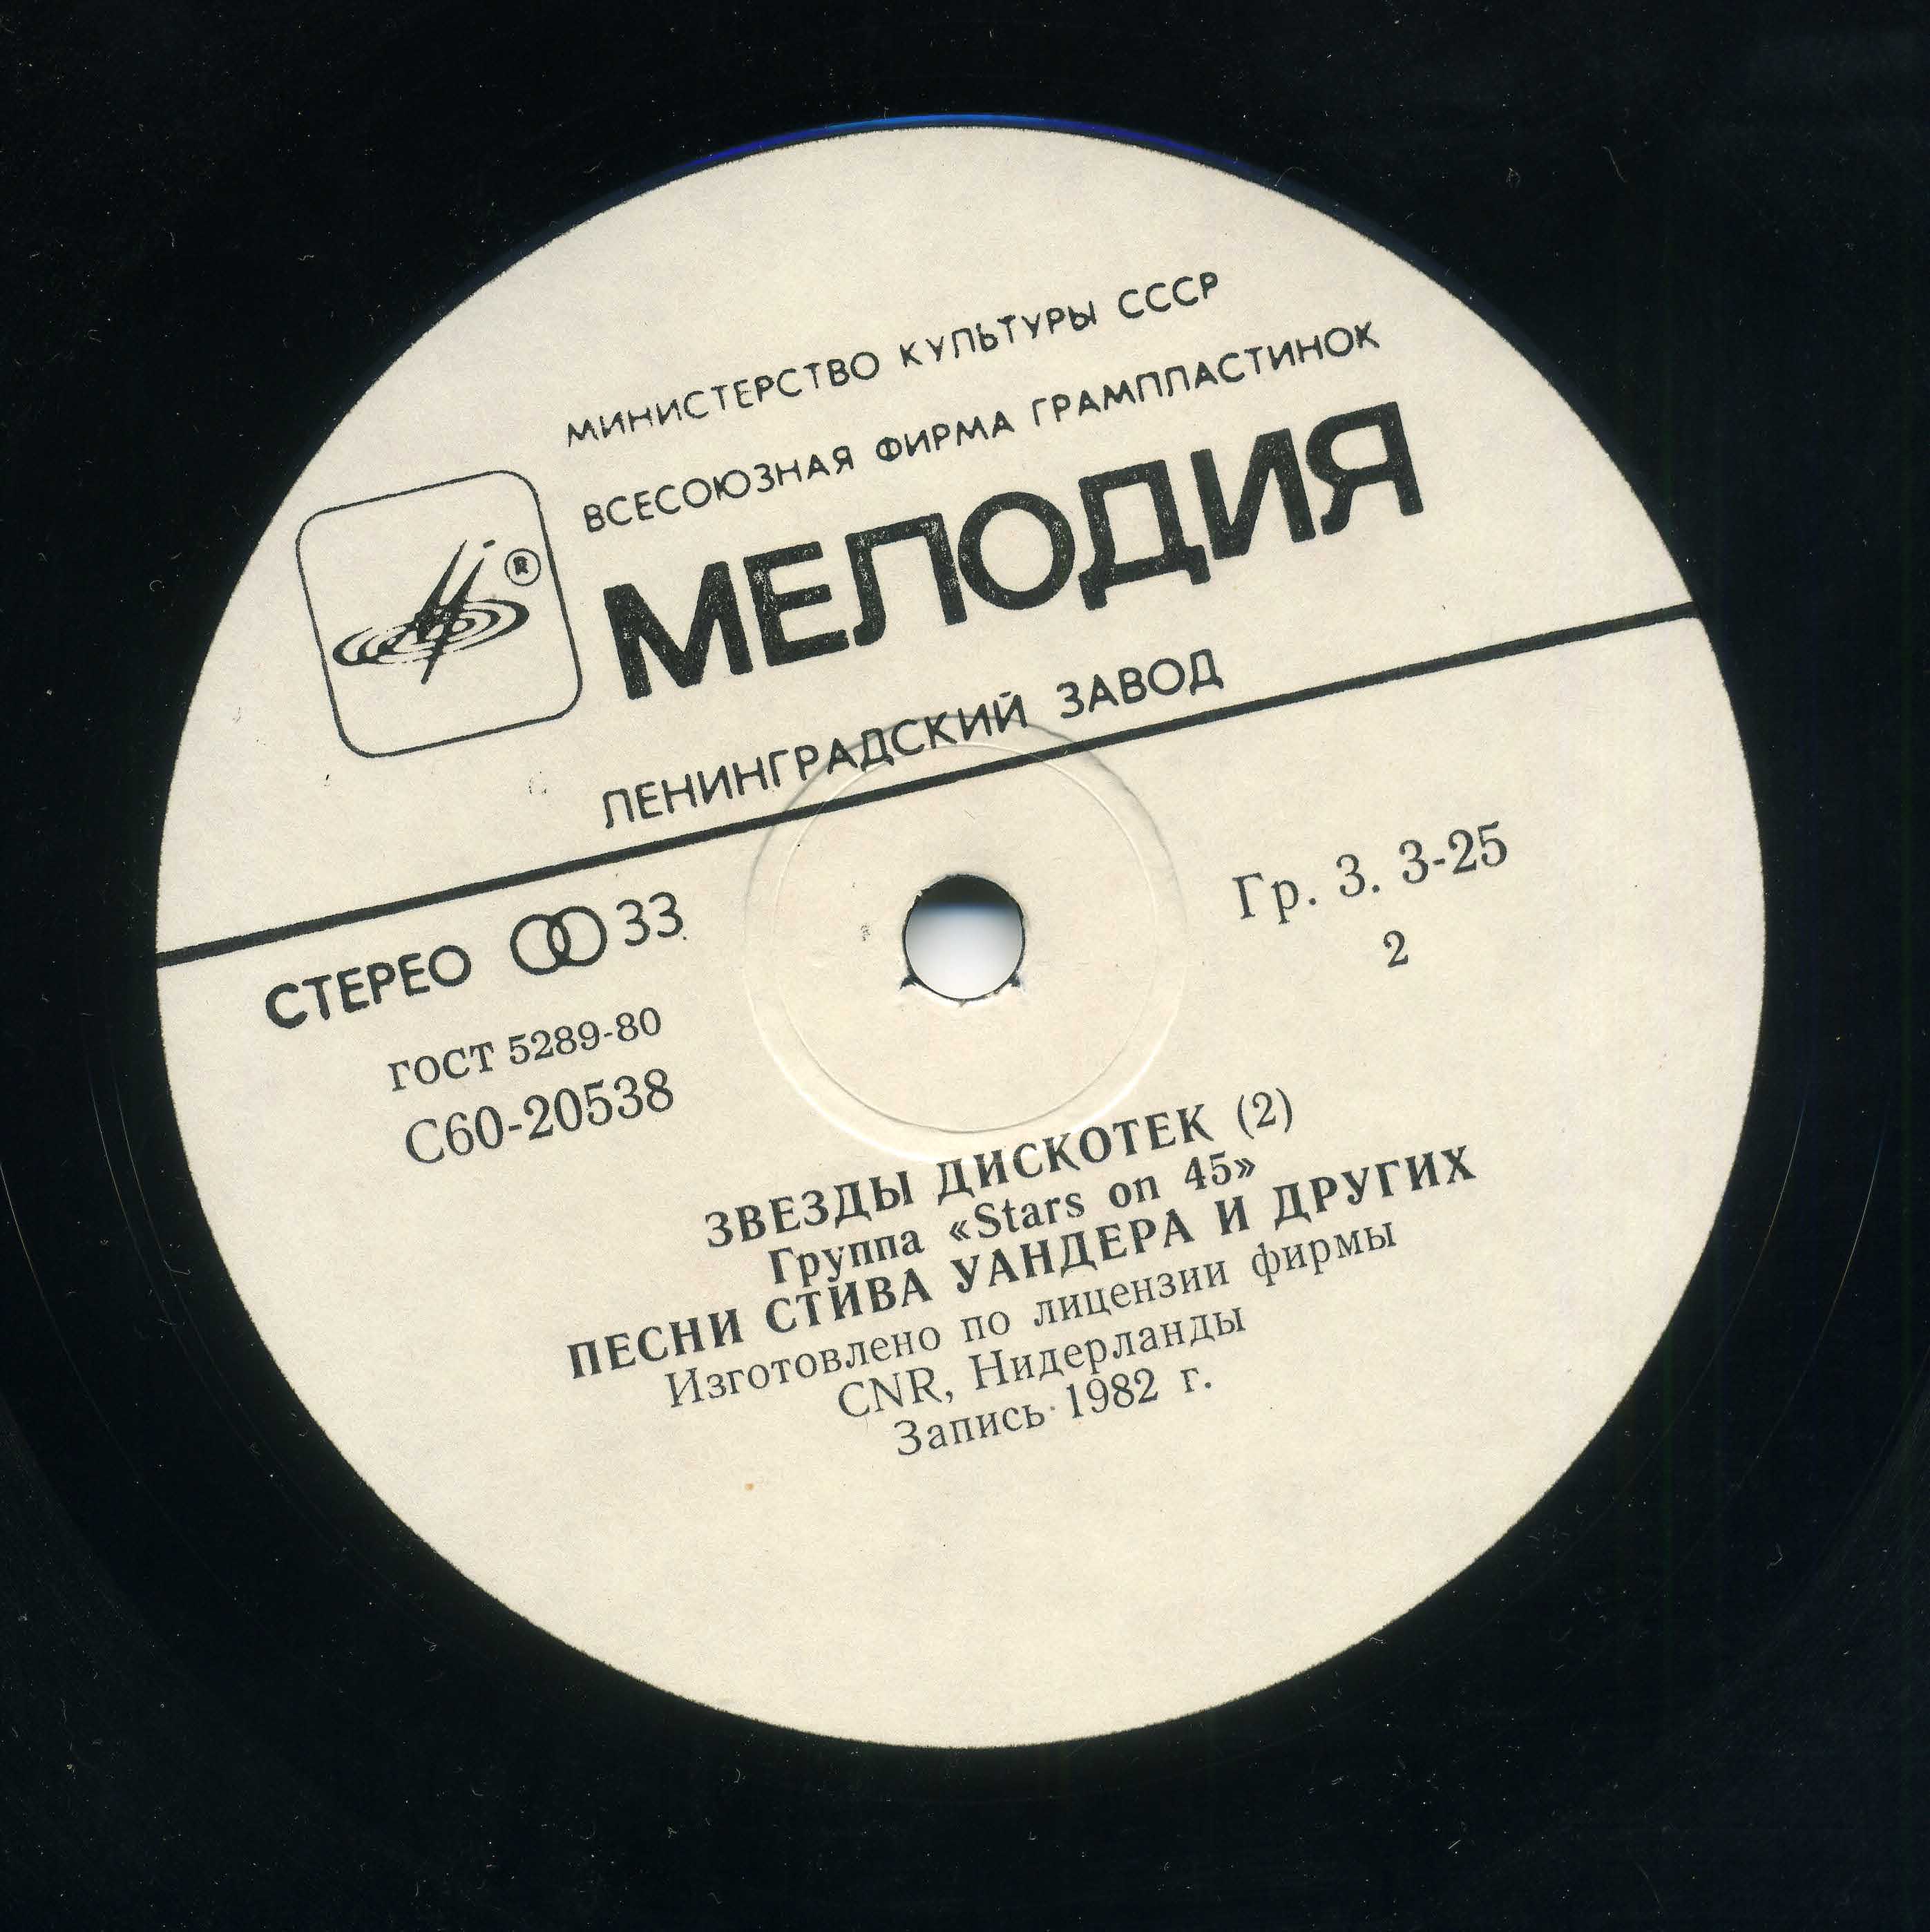 МИНИСТЕРСТВО КУЛЬТУРЫ СССР
ВСЕСОЮЗНАЯ ФИРМА ГРАМПЛАСТИНОК
®
МЕЛОДИЯ
ЛЕНИНГРАДСКИЙ ЗАВОД
СТЕРЕО 33
Гр. 3. 3-25
2
ГОСТ 5289-80
С60-20538
ЗВЕЗДЫ ДИСКОТЕК (2)
Группа «Stars on 45»
ПЕСНИ СТИВА УАНДЕРА И ДРУГИХ
Изготовлено по лицензии фирмы
CNR, Нидерланды
Запись 1982 г.